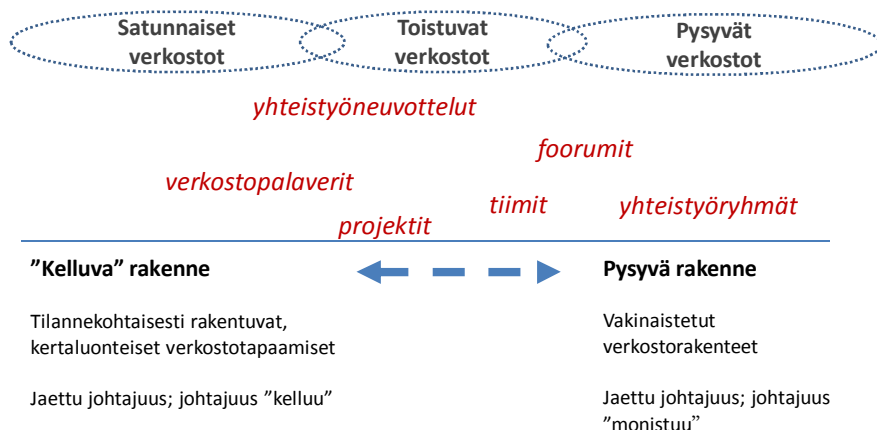 Satunnaiset
verkostot
Toistuvat
verkostot
Pysyvät
verkostot
yhteistyöneuvottelut
foorumit
verkostopalaverit
tiimit
yhteistyöryhmät
projektit
”Kelluva” rakenne
Tilannekohtaisesti rakentuvat,
kertaluonteiset verkostotapaamiset
Jaettu johtajuus; johtajuus ”kelluu”
Pysyvä rakenne
Vakinaistetut
verkostorakenteet
Jaettu johtajuus; johtajuus
”monistuu”